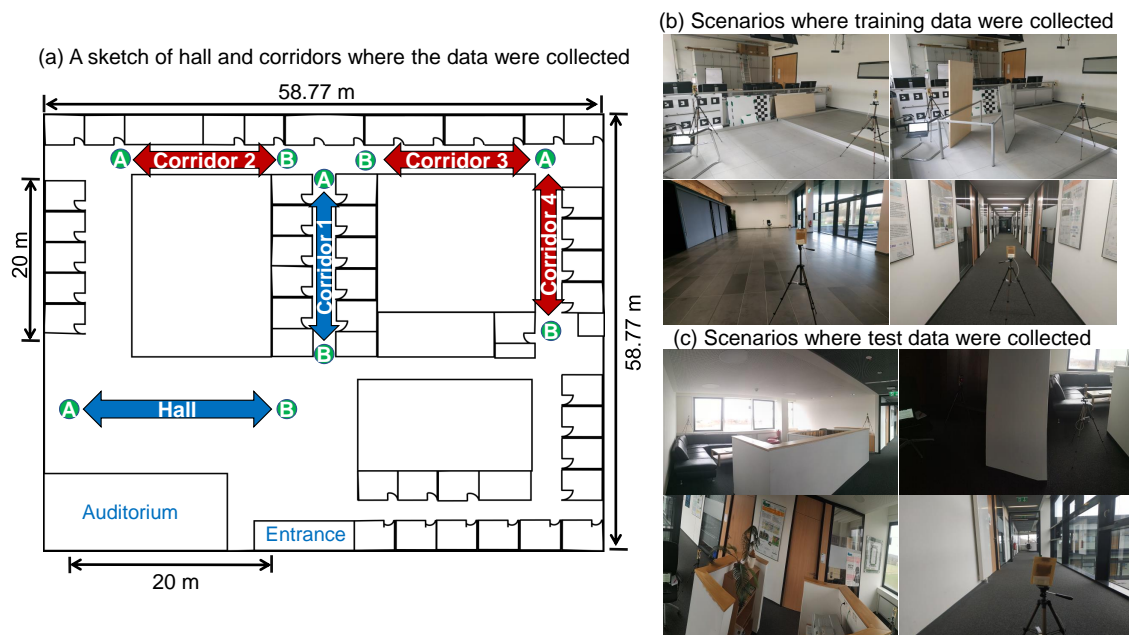 (a) A sketch of hall and corridors where the data were collected
58.77 m
A
Corridor 2
B
B
Corridor 3
A
A
Corridor 1
B
Corridor 4
B
20 m
58.77 m
A
Hall
B
Auditorium
Entrance
20 m
(b) Scenarios where training data were collected
(c) Scenarios where test data were collected